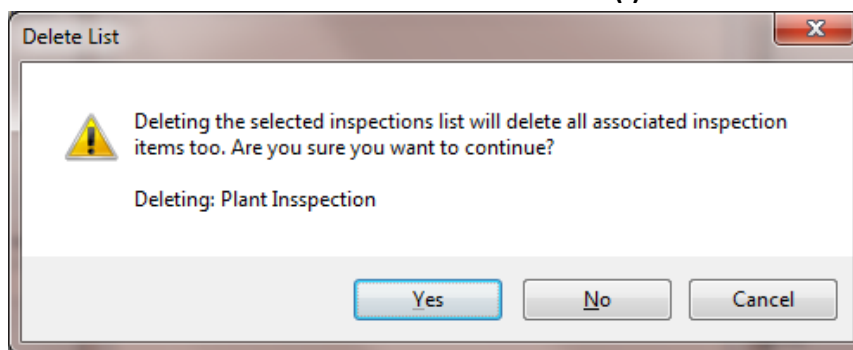 Delete List
Deleting the selected inspections list will delete all associated inspection
items too. Are you sure you want to continue?
Deleting: Plant Insspection
Yes
No
Cancel